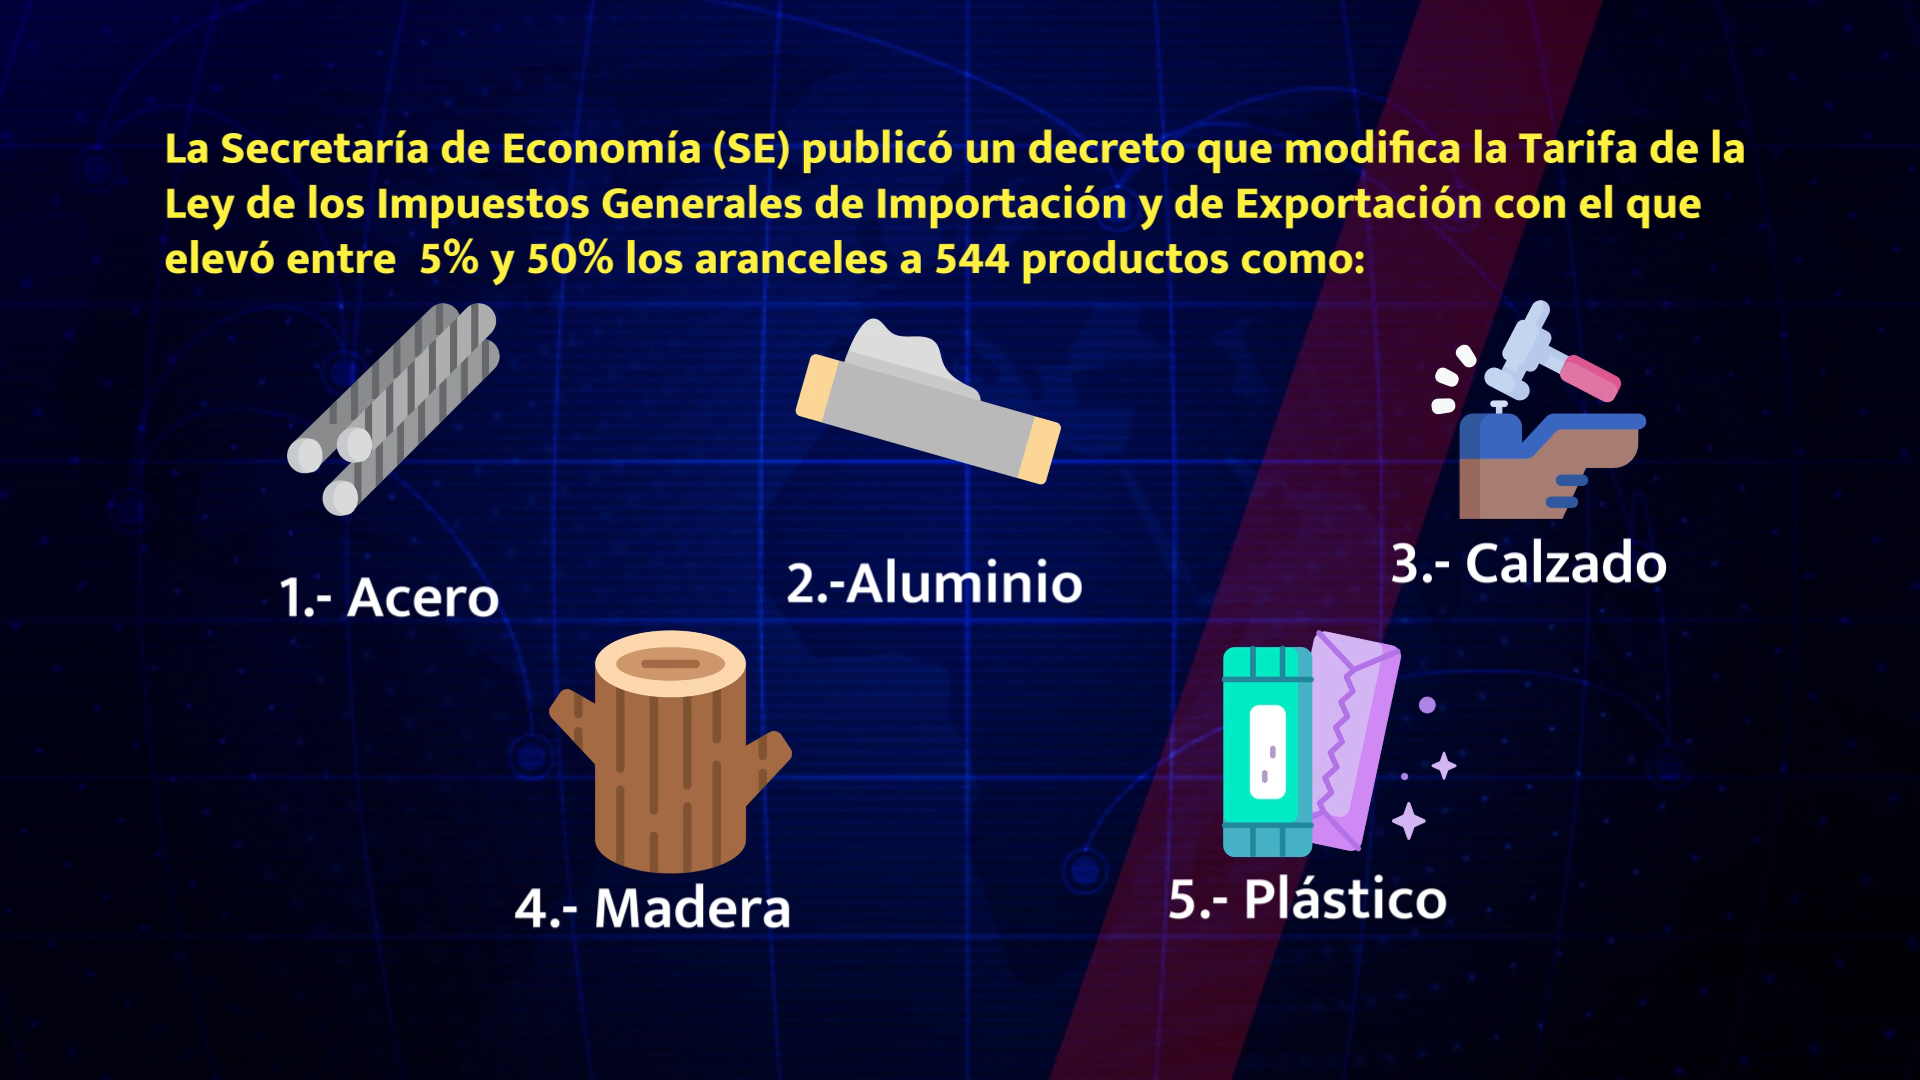 La Secretaría de Economía (SE) publicó un decreto que modifica la Tarifa de la
Ley de los Impuestos Generales de Importación y de Exportación con el que
elevó entre  5% y 50% los aranceles a 544 productos como:
1.- Acero
2.-Aluminio
3.- Calzado
4.- Madera
5.- Plástico